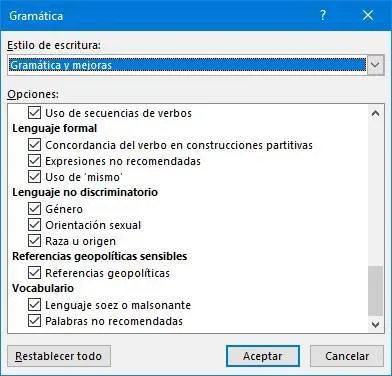 Gramática
Estilo de escritura:
Gramática y mejoras
Opciones:
Uso de secuencias de verbos
Lenguaje formal
Concordancia del verbo en construcciones partitivas
Expresiones no recomendadas
Uso de 'mismo'
Lenguaje no discriminatorio
Género
Orientación sexual
Raza u origen
Referencias geopolíticas sensibles
Referencias geopolíticas
Vocabulario
Lenguaje soez o malsonante
Palabras no recomendadas
Restablecer todo Aceptar Cancelar